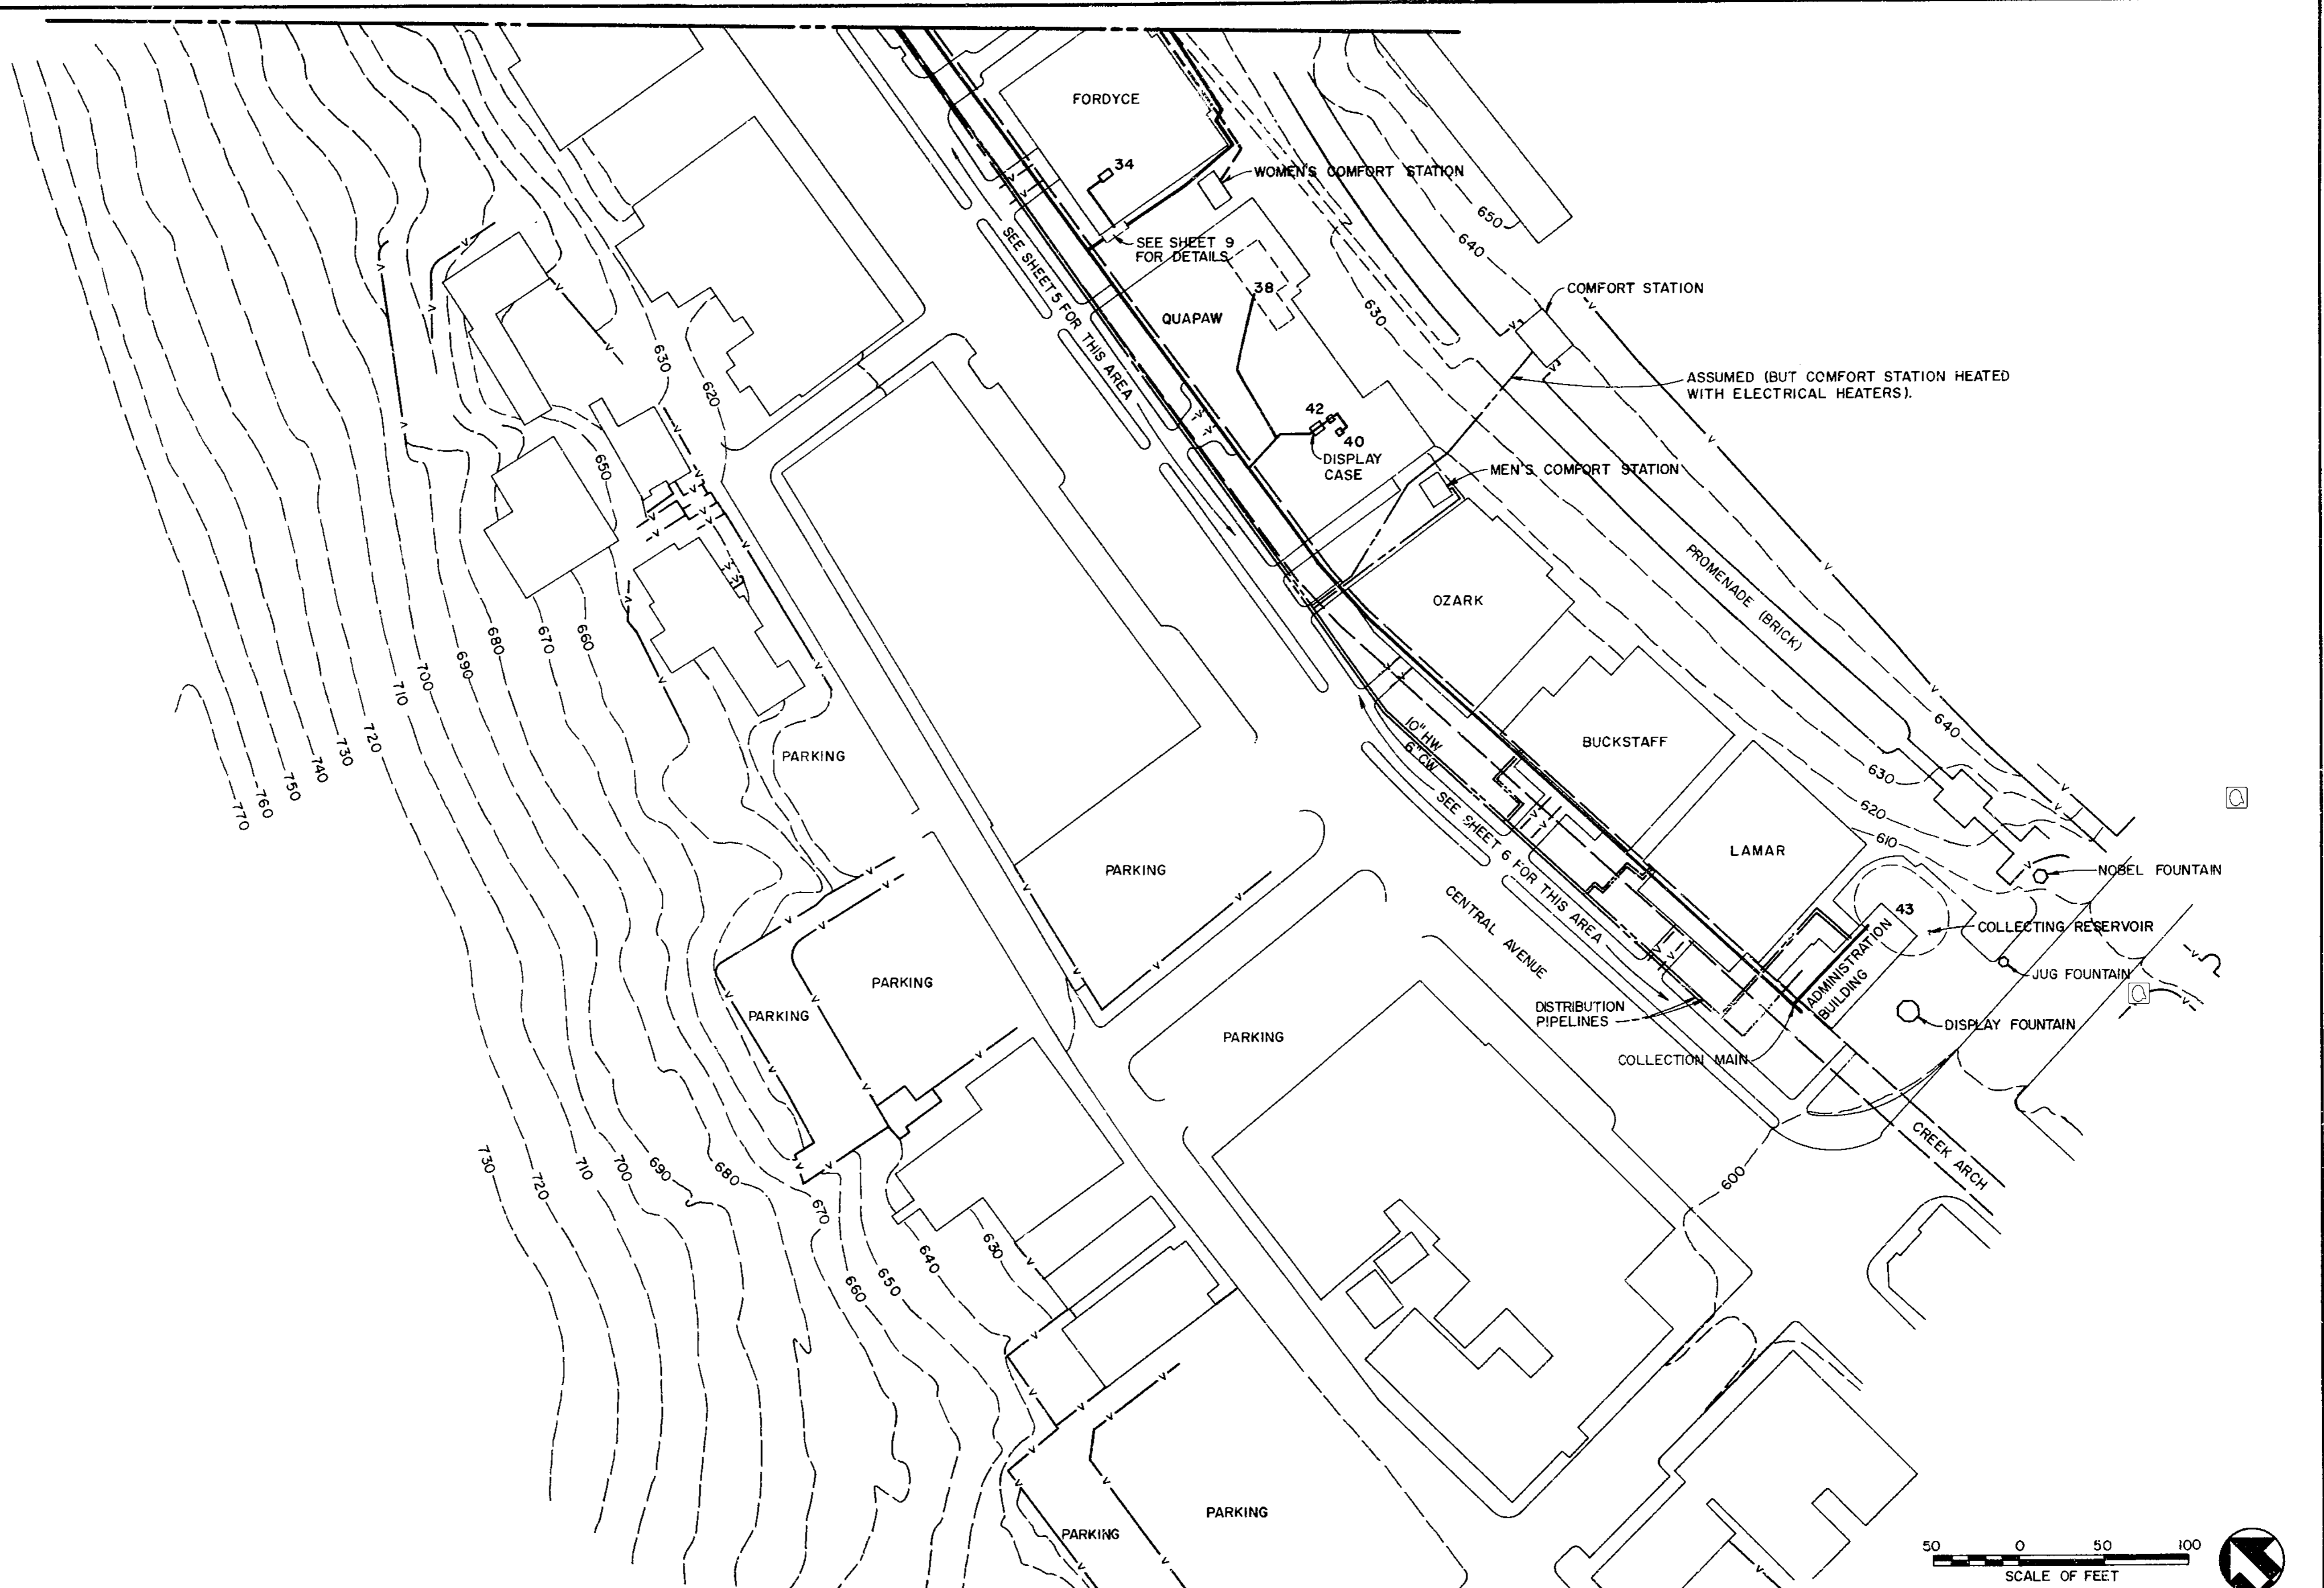 FORDYCE
34
WOMEN'S COMFORT STATION
SEE SHEET 9
FOR DETAILS
SEE SHEET 5 FOR THIS AREA
650
640
630
38
QUAPAW
COMFORT STATION
ASSUMED (BUT COMFORT STATION HEATED
WITH ELECTRICAL HEATERS).
42
40
DISPLAY
CASE
MEN'S COMFORT STATION
630
620
650
OZARK
PROMENADE (BRICK)
BUCKSTAFF
10" HW
6" CW
SEE SHEET 6 FOR THIS AREA
640
630
620
610
LAMAR
660
670
680
690
700
710
720
730
740
750
760
770
PARKING
PARKING
CENTRAL AVENUE
NOBEL FOUNTAIN
43
COLLECTING RESERVOIR
ADMINISTRATION
BUILDING
JUG FOUNTAIN
DISPLAY FOUNTAIN
DISTRIBUTION
PIPELINES
COLLECTION MAIN
PARKING
PARKING
PARKING
CREEK ARCH
600
730
720
710
700
690
680
670
660
650
640
630
PARKING
PARKING
50 0 50 100
SCALE OF FEET